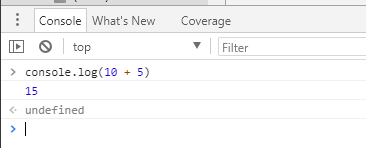 Console What's New Coverage
top Filter
> console.log(10 + 5)
15
<· undefined
>